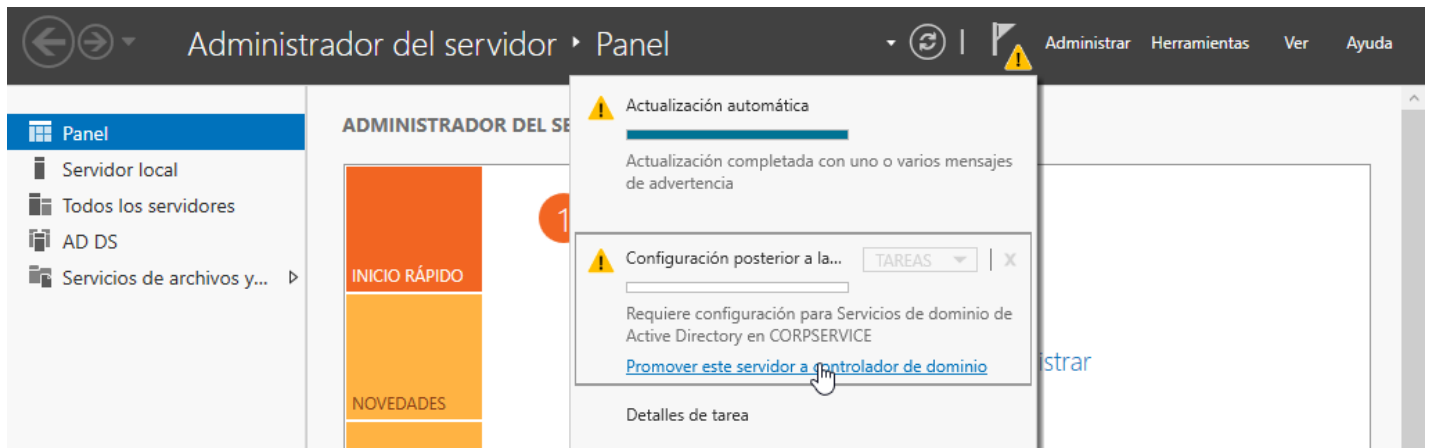 Administrador del servidor ‣ Panel
Administrar Herramientas Ver Ayuda
Panel
Servidor local
Todos los servidores
AD DS
Servicios de archivos y...
ADMINISTRADOR DEL SE
1
INICIO RÁPIDO
NOVEDADES
Actualización automática
Actualización completada con uno o varios mensajes
de advertencia
Configuración posterior a la...
TAREAS
X
Requiere configuración para Servicios de dominio de
Active Directory en CORPSERVICE
Promover este servidor a controlador de dominio
Detalles de tarea
istrar